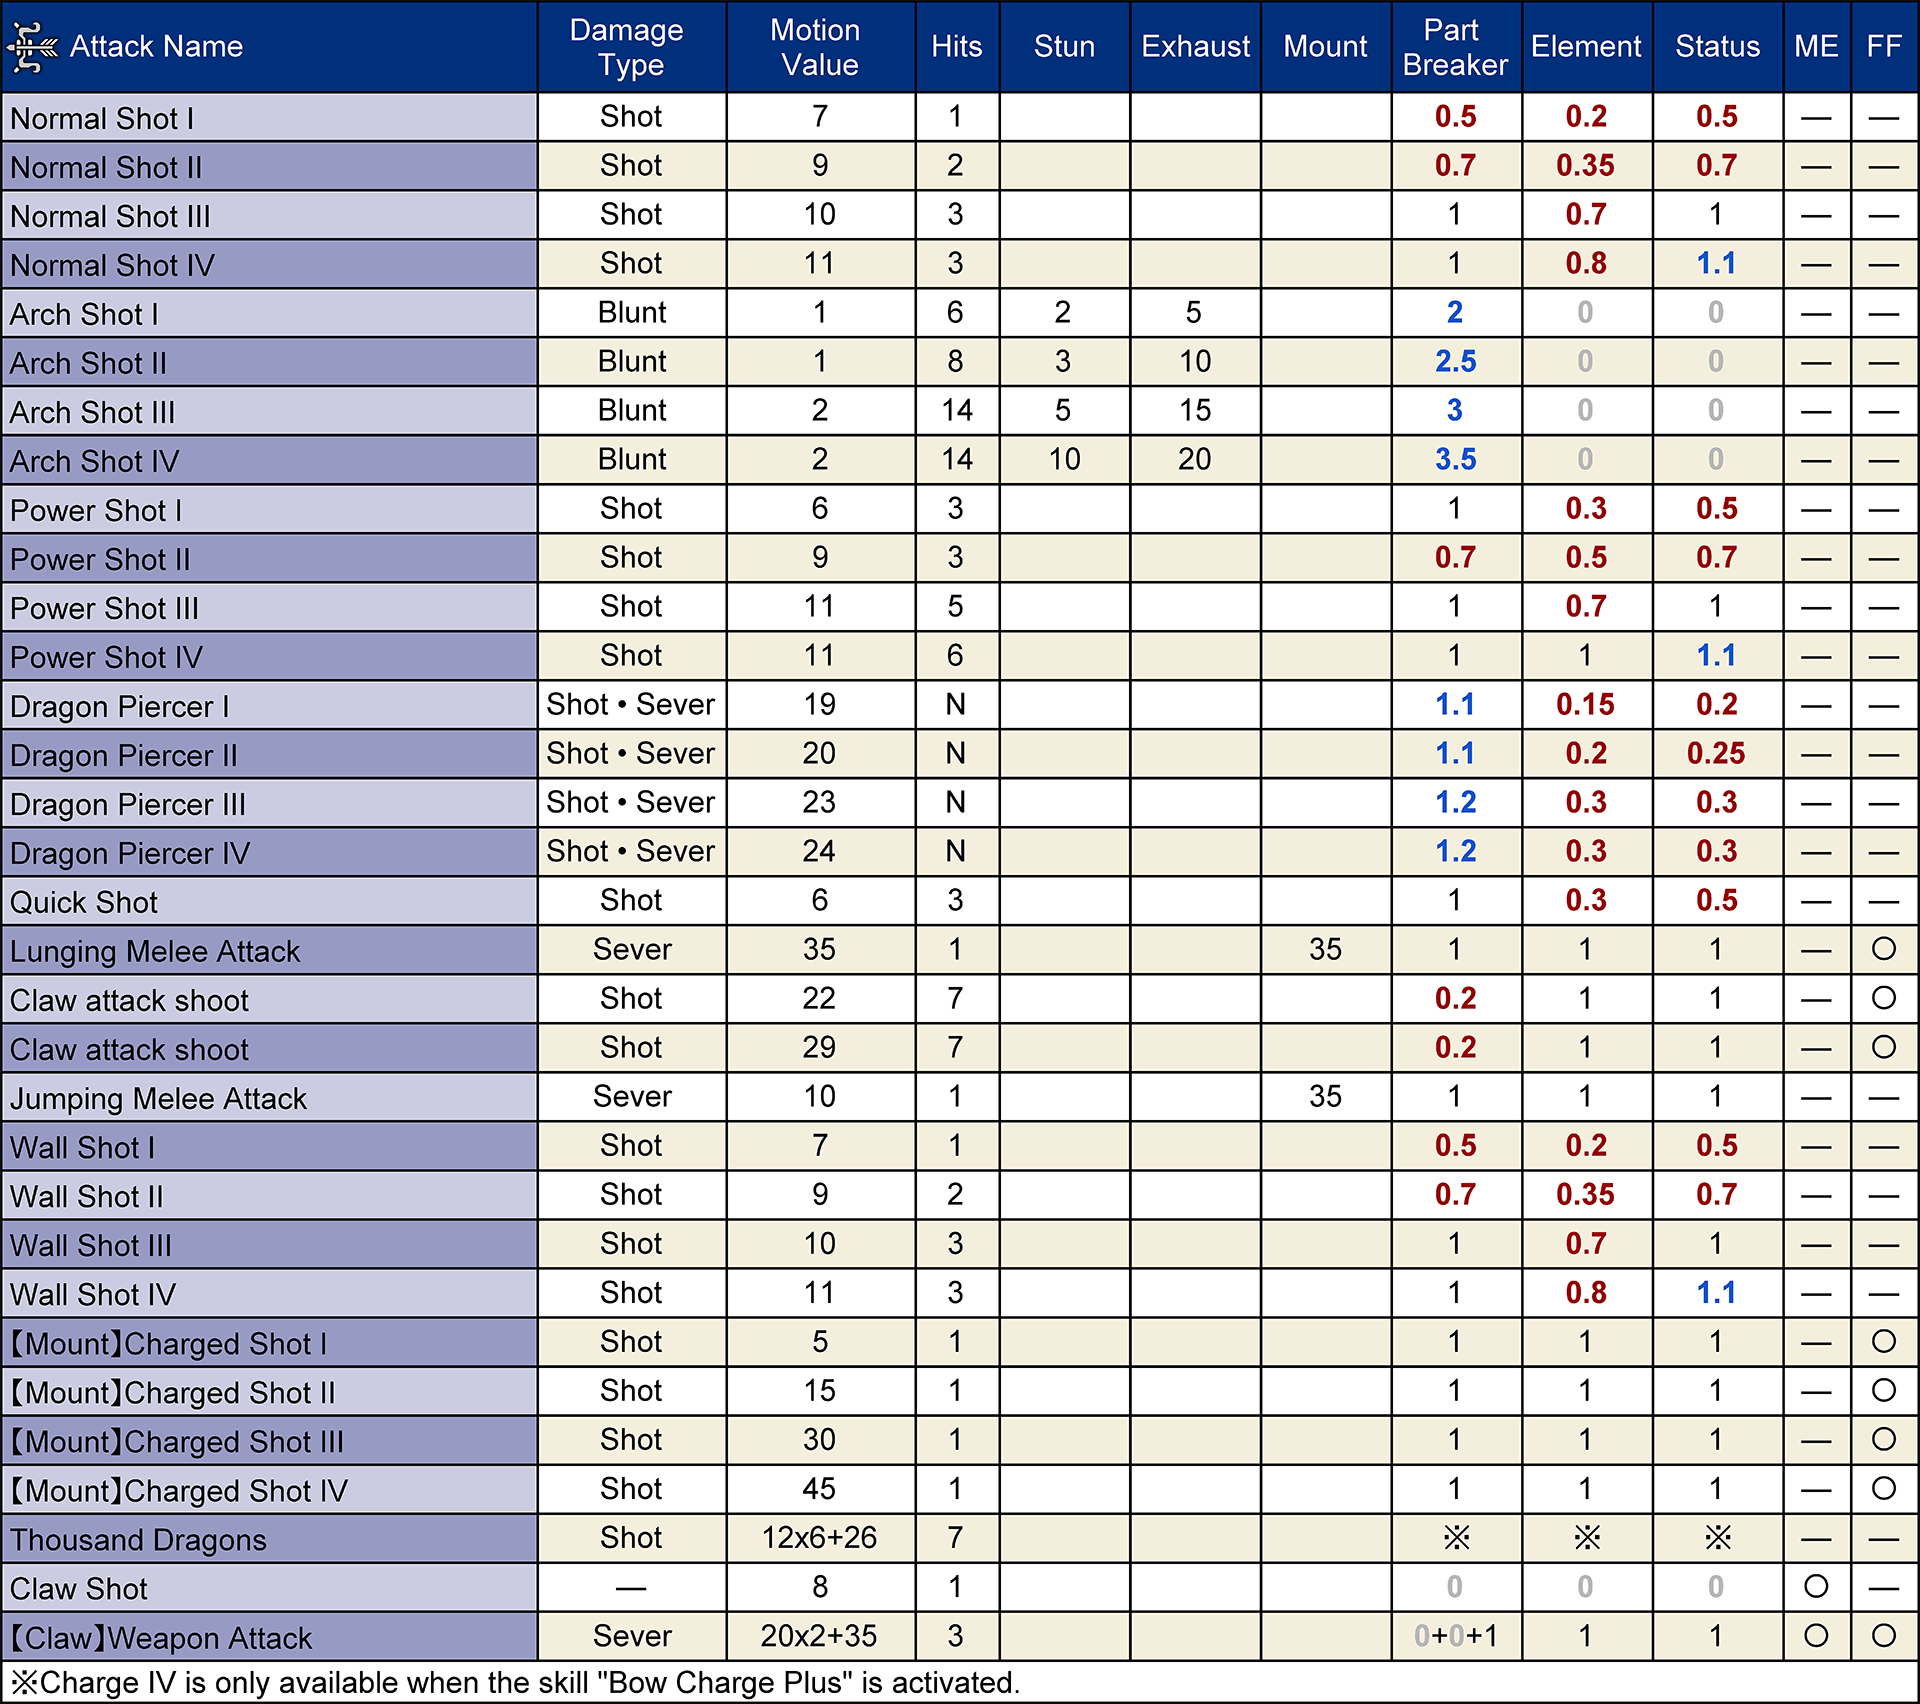 Attack Name Damage Type Motion Value Hits Stun Exhaust Mount Part Breaker Element Status ME FF
Normal Shot I Shot 7 1 0.5 0.2 0.5 — —
Normal Shot II Shot 9 2 0.7 0.35 0.7 — —
Normal Shot III Shot 10 3 1 0.7 1 — —
Normal Shot IV Shot 11 3 1 0.8 1.1 — —
Arch Shot I Blunt 1 6 2 5 2 0 0 — —
Arch Shot II Blunt 1 8 3 10 2.5 0 0 — —
Arch Shot III Blunt 2 14 5 15 3 0 0 — —
Arch Shot IV Blunt 2 14 10 20 3.5 0 0 — —
Power Shot I Shot 6 3 1 0.3 0.5 — —
Power Shot II Shot 9 3 0.7 0.5 0.7 — —
Power Shot III Shot 11 5 1 0.7 1 — —
Power Shot IV Shot 11 6 1 1 1.1 — —
Dragon Piercer I Shot • Sever 19 N 1.1 0.15 0.2 — —
Dragon Piercer II Shot • Sever 20 N 1.1 0.2 0.25 — —
Dragon Piercer III Shot • Sever 23 N 1.2 0.3 0.3 — —
Dragon Piercer IV Shot • Sever 24 N 1.2 0.3 0.3 — —
Quick Shot Shot 6 3 1 0.3 0.5 — —
Lunging Melee Attack Sever 35 1 35 1 1 1 — ○
Claw attack shoot Shot 22 7 0.2 1 1 — ○
Claw attack shoot Shot 29 7 0.2 1 1 — ○
Jumping Melee Attack Sever 10 1 35 1 1 1 — —
Wall Shot I Shot 7 1 0.5 0.2 0.5 — —
Wall Shot II Shot 9 2 0.7 0.35 0.7 — —
Wall Shot III Shot 10 3 1 0.7 1 — —
Wall Shot IV Shot 11 3 1 0.8 1.1 — —
【Mount】Charged Shot I Shot 5 1 1 1 1 — ○
【Mount】Charged Shot II Shot 15 1 1 1 1 — ○
【Mount】Charged Shot III Shot 30 1 1 1 1 — ○
【Mount】Charged Shot IV Shot 45 1 1 1 1 — ○
Thousand Dragons Shot 12x6+26 7 ※ ※ ※ — —
Claw Shot — 8 1 0 0 0 ○ —
【Claw】Weapon Attack Sever 20x2+35 3 0+0+1 1 1 ○ ○
※Charge IV is only available when the skill "Bow Charge Plus" is activated.